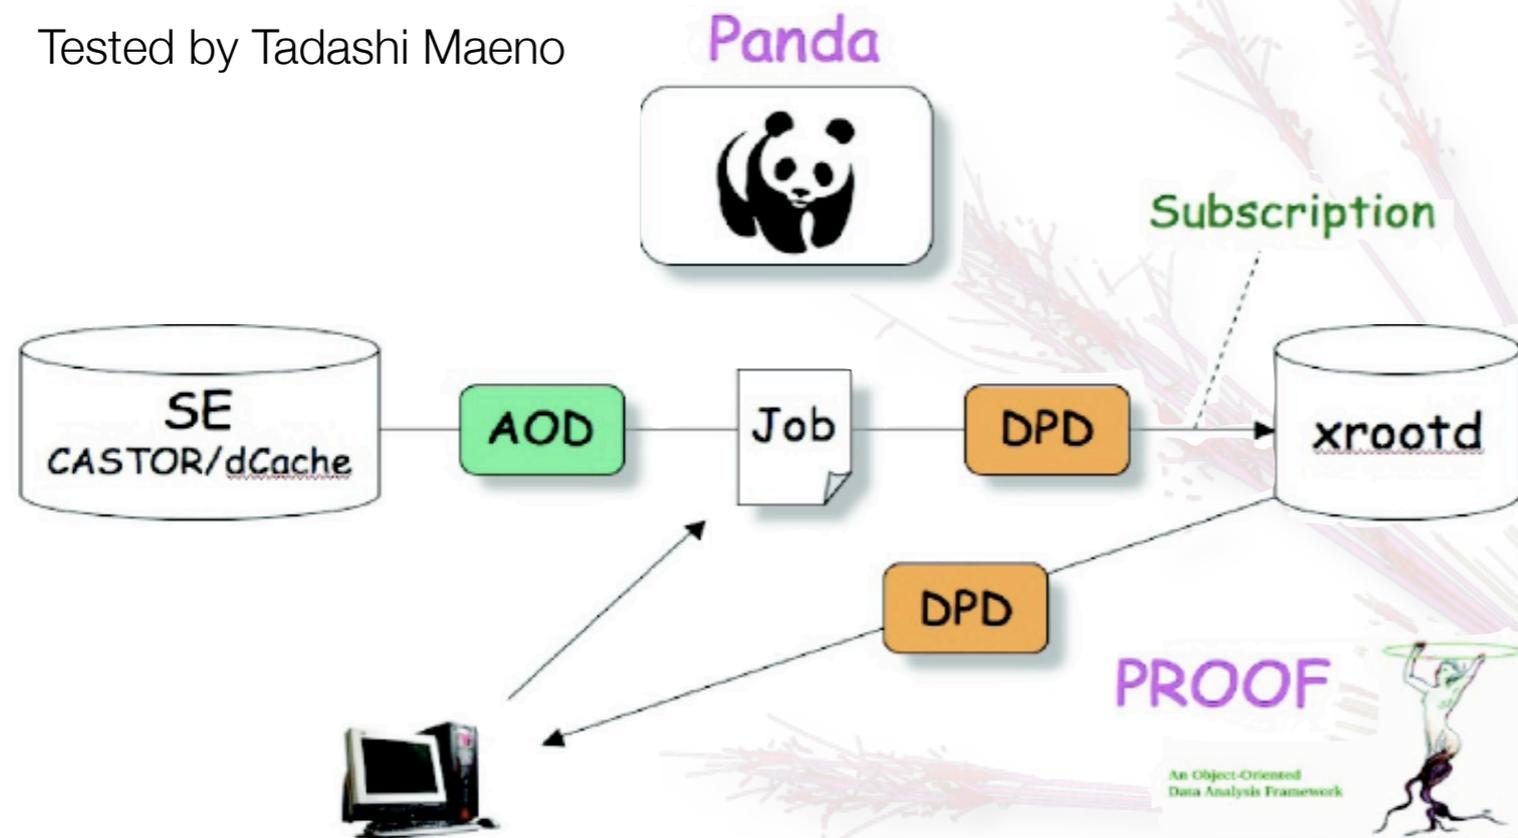 Tested by Tadashi Maeno
Panda
Subscription
SE
CASTOR/dCache
AOD
Job
DPD
xrootd
DPD
PROOF
An Object-Oriented
Data Analysis Framework